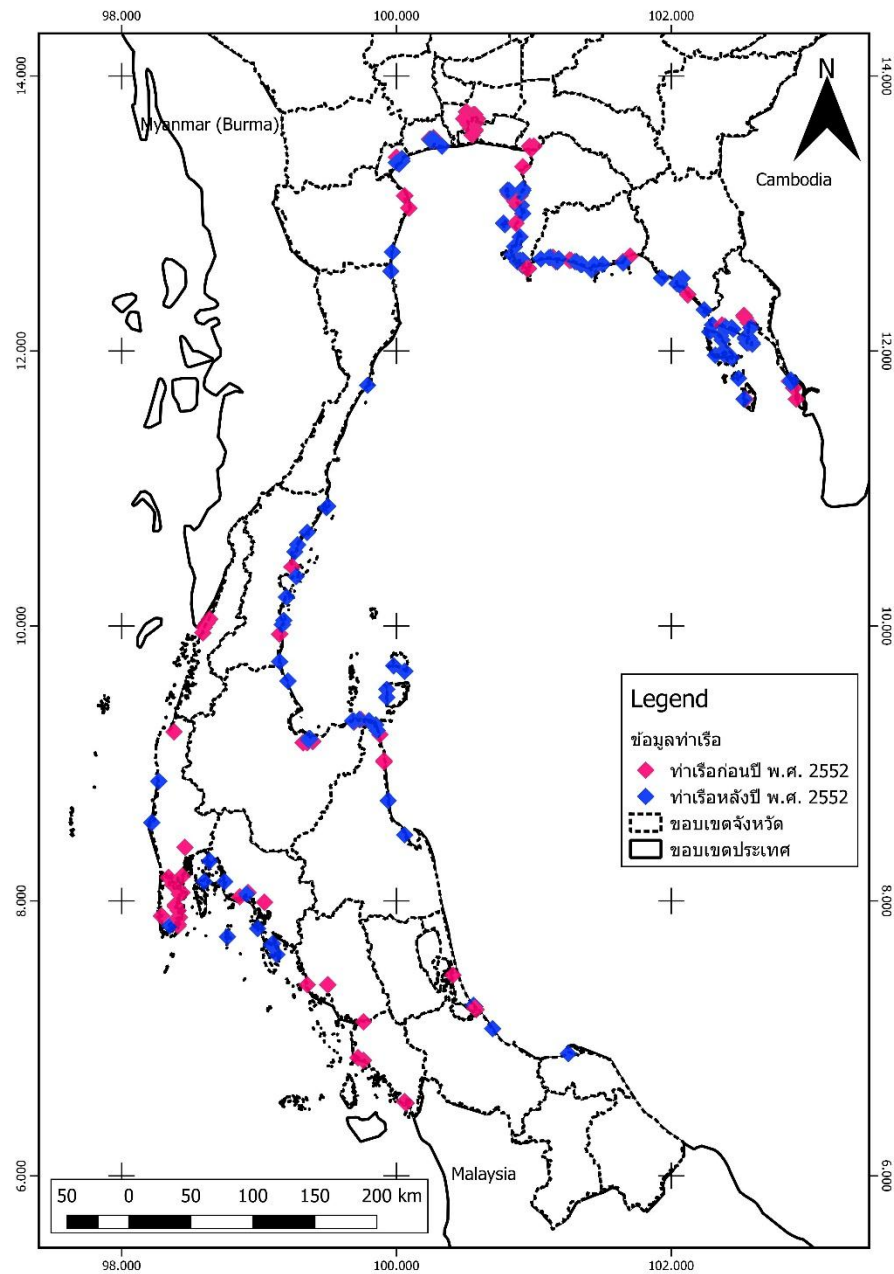 98.000 100.000 102.000
14.000 14.000
N
Myanmar (Burma)
Cambodia
12.000 12.000
10.000 10.000
Legend
ข้อมูลท่าเรือ
ท่าเรือก่อนปี พ.ศ. 2552
ท่าเรือหลังปี พ.ศ. 2552
ขอบเขตจังหวัด
ขอบเขตประเทศ
8.000 8.000
6.000 6.000
Malaysia
50 0 50 100 150 200 km
98.000 100.000 102.000